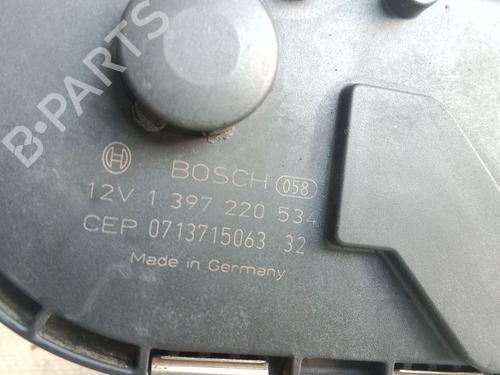 B-PARTS
BOSCH 058
12V 1 397 220 534
CEP 0713715063 32
Made in Germany